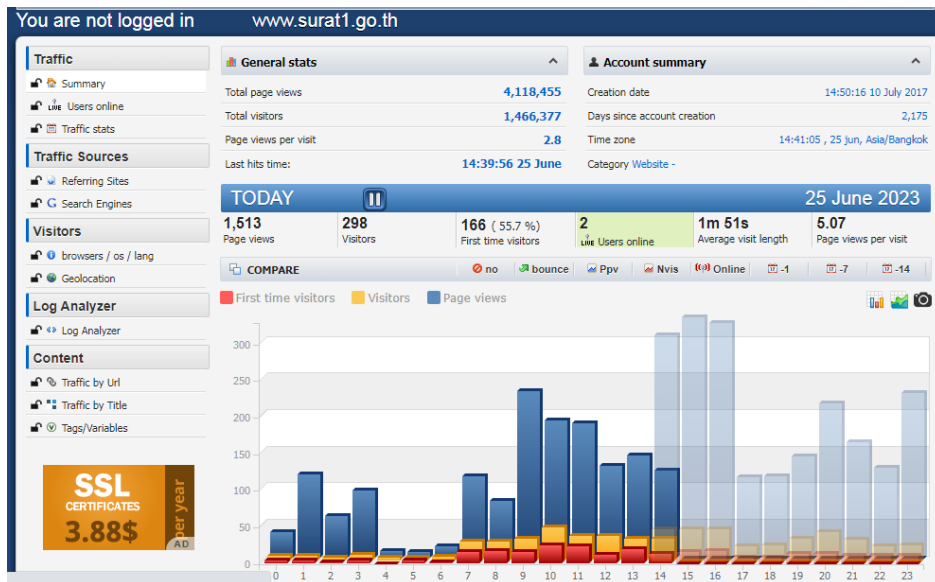 You are not logged in www.surat1.go.th
Traffic
Summary
LIVE Users online
Traffic stats
Traffic Sources
Referring Sites
G Search Engines
Visitors
browsers / os / lang
Geolocation
Log Analyzer
Log Analyzer
Content
Traffic by Url
Traffic by Title
Tags/Variables
SSL
CERTIFICATES
3.88$
per year
AD
General stats
Total page views 4,118,455
Total visitors 1,466,377
Page views per visit 2.8
Last hits time: 14:39:56 25 June
Account summary
Creation date 14:50:16 10 July 2017
Days since account creation 2,175
Time zone 14:41:05 , 25 jun, Asia/Bangkok
Category Website -
TODAY 25 June 2023
1,513 298 166 ( 55.7 %) 2 1m 51s 5.07
Page views Visitors First time visitors LIVE Users online Average visit length Page views per visit
COMPARE no bounce Ppv Nvis Online -1 -7 -14
First time visitors Visitors Page views
300
250
200
150
100
50
0
0 1 2 3 4 5 6 7 8 9 10 11 12 13 14 15 16 17 18 19 20 21 22 23